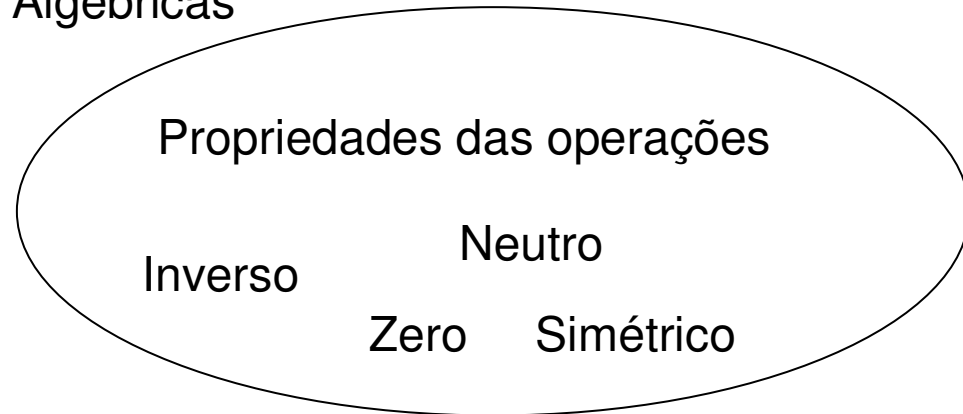 Algébricas
Propriedades das operações
Neutro
Inverso
Zero Simétrico